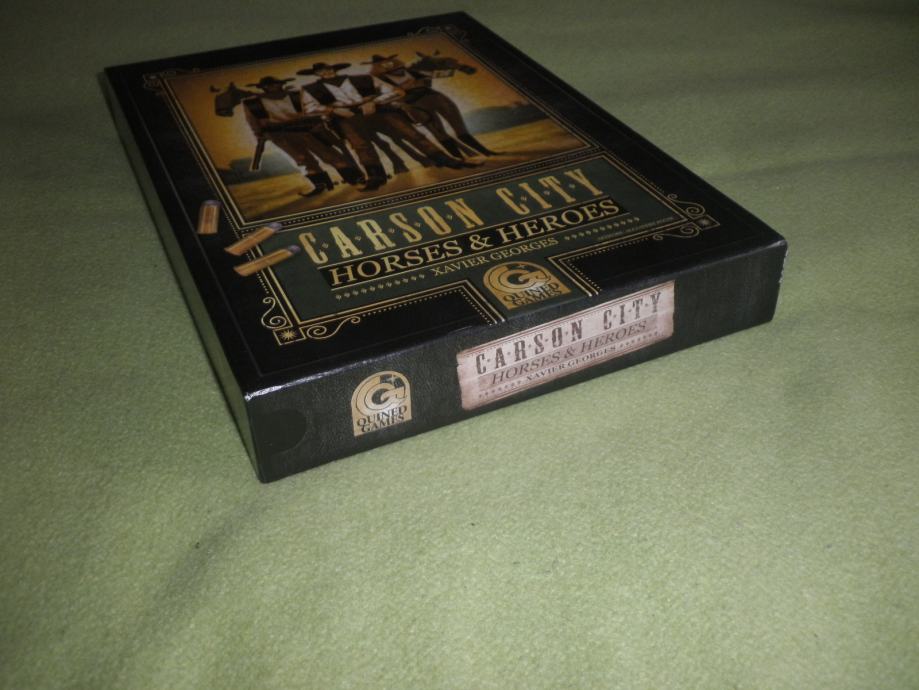 CARSON CITY
HORSES & HEROES
XAVIER GEORGES
QUINED
GAMES
CARSON CITY
HORSES & HEROES
XAVIER GEORGES
QUINED
GAMES